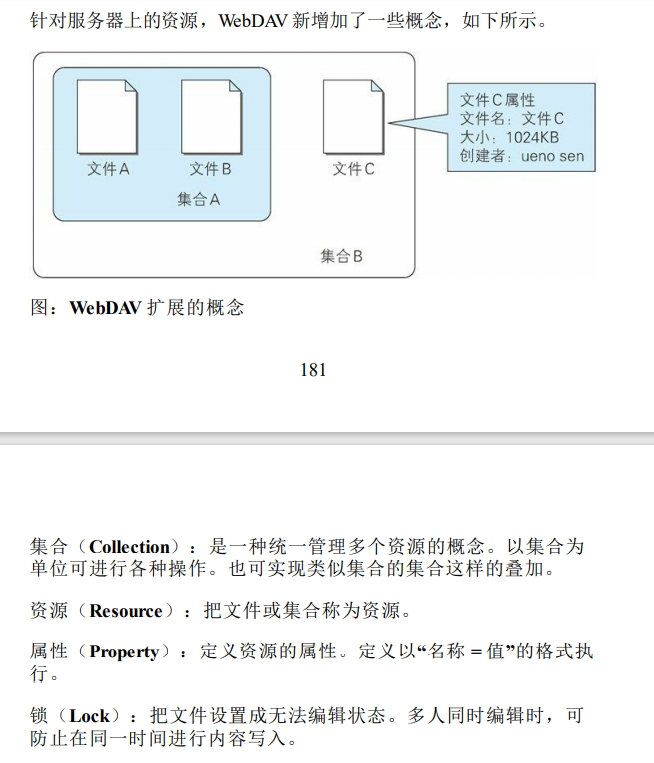 针对服务器上的资源，WebDAV 新增加了一些概念，如下所示。
文件A
文件B
集合A
文件C
集合B
文件C属性
文件名：文件C
大小：1024KB
创建者：ueno sen
图：WebDAV 扩展的概念
181
集合（Collection）：是一种统一管理多个资源的概念。以集合为
单位可进行各种操作。也可实现类似集合的集合这样的叠加。
资源（Resource）：把文件或集合称为资源。
属性（Property）：定义资源的属性。定义以“名称 = 值”的格式执
行。
锁（Lock）：把文件设置成无法编辑状态。多人同时编辑时，可
防止在同一时间进行内容写入。